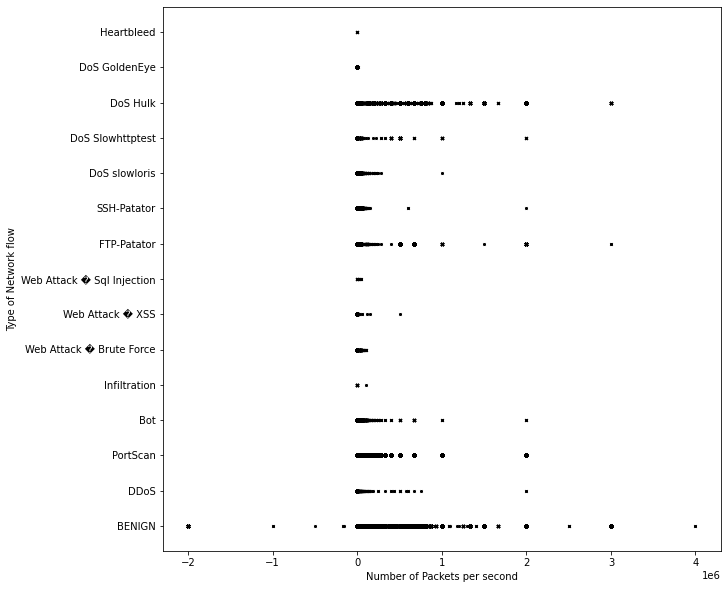 Heartbleed
DoS GoldenEye
DoS Hulk
DoS Slowhttptest
DoS slowloris
SSH-Patator
FTP-Patator
Web Attack � Sql Injection
Web Attack � XSS
Web Attack � Brute Force
Infiltration
Bot
PortScan
DDoS
BENIGN
Type of Network flow
−2 −1 0 1 2 3 4
1e6
Number of Packets per second